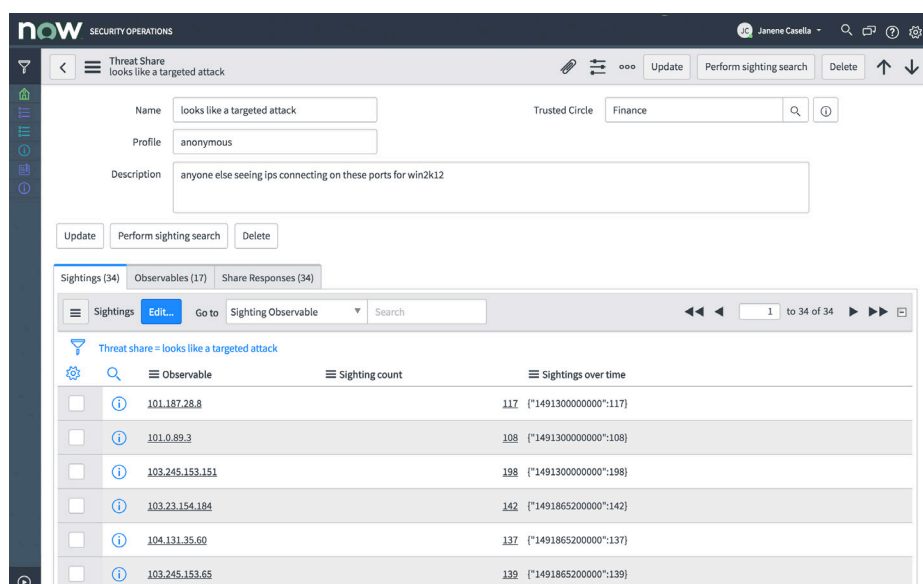 now SECURITY OPERATIONS JC Janene Casella
Threat Share
looks like a targeted attack
Update Perform sighting search Delete
Name looks like a targeted attack Trusted Circle Finance
Profile anonymous
Description anyone else seeing ips connecting on these ports for win2k12
Update Perform sighting search Delete
Sightings (34) Observables (17) Share Responses (34)
Sightings Edit... Go to Sighting Observable Search 1 to 34 of 34
Threat share = looks like a targeted attack
Observable Sighting count Sightings over time
101.187.28.8 117 {"1491300000000":117}
101.0.89.3 108 {"1491300000000":108}
103.245.153.151 198 {"1491300000000":198}
103.23.154.184 142 {"1491865200000":142}
104.131.35.60 137 {"1491865200000":137}
103.245.153.65 139 {"1491865200000":139}